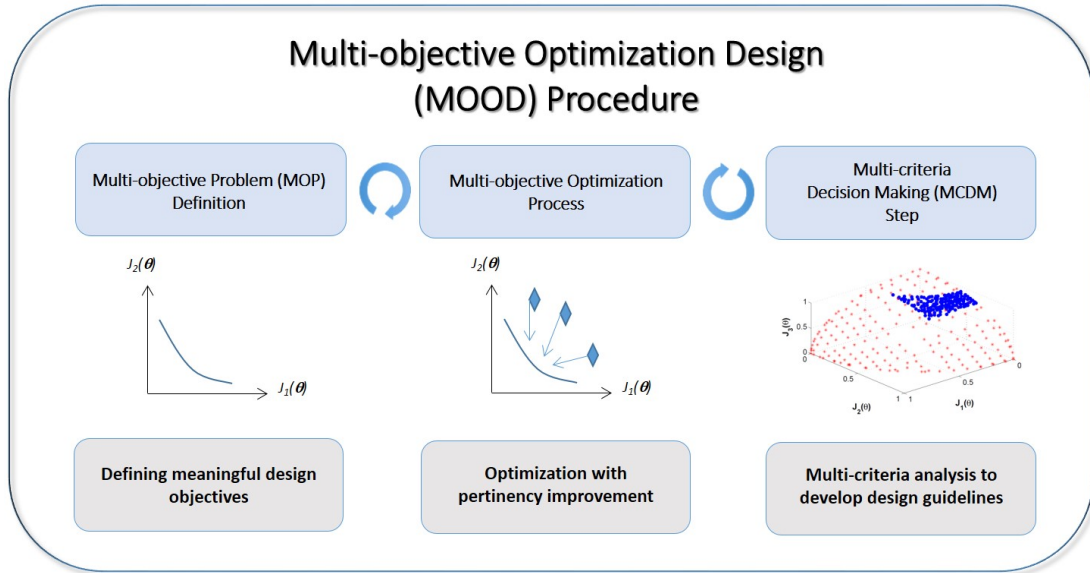 Multi-objective Optimization Design
(MOOD) Procedure
Multi-objective Problem (MOP)
Definition
Multi-objective Optimization
Process
Multi-criteria
Decision Making (MCDM)
Step
J₂(θ)
J₁(θ)
J₂(θ)
J₁(θ)
1
0.5
0
0
0.5
1
1
0.5
0
J₃(θ)
J₂(θ)
J₁(θ)
Defining meaningful design
objectives
Optimization with
pertinency improvement
Multi-criteria analysis to
develop design guidelines